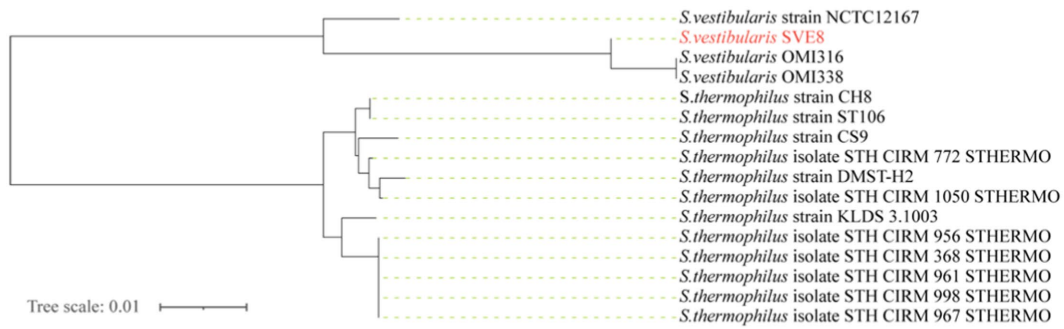 S.vestibularis strain NCTC12167
S.vestibularis SVE8
S.vestibularis OMI316
S.vestibularis OMI338
S.thermophilus strain CH8
S.thermophilus strain ST106
S.thermophilus strain CS9
S.thermophilus isolate STH CIRM 772 STHERMO
S.thermophilus strain DMST-H2
S.thermophilus isolate STH CIRM 1050 STHERMO
S.thermophilus strain KLDS 3.1003
S.thermophilus isolate STH CIRM 956 STHERMO
S.thermophilus isolate STH CIRM 368 STHERMO
S.thermophilus isolate STH CIRM 961 STHERMO
S.thermophilus isolate STH CIRM 998 STHERMO
S.thermophilus isolate STH CIRM 967 STHERMO
Tree scale: 0.01